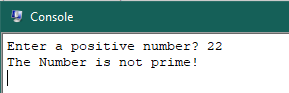 Console
Enter a positive number? 22
The Number is not prime!